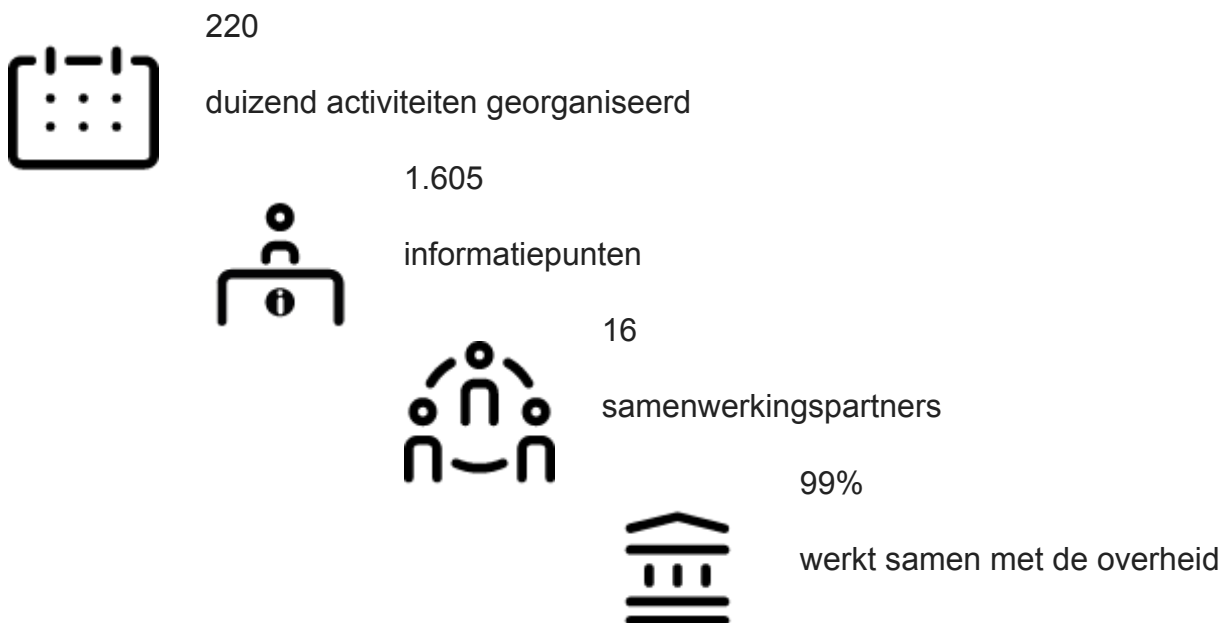 220
duizend activiteiten georganiseerd
1.605
informatiepunten
16
samenwerkingspartners
99%
werkt samen met de overheid